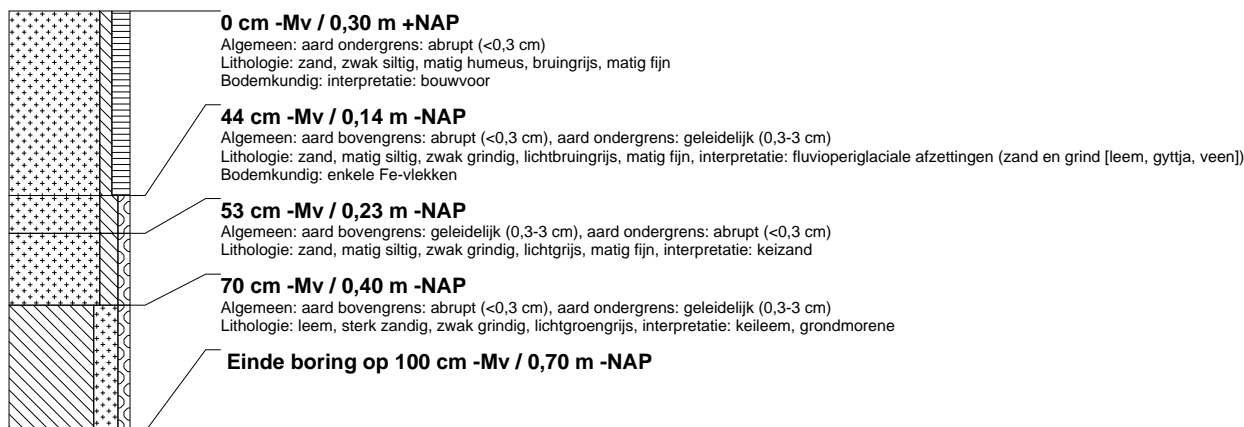 0 cm -Mv / 0,30 m +NAP
Algemeen: aard ondergrens: abrupt (<0,3 cm)
Lithologie: zand, zwak siltig, matig humeus, bruingrijs, matig fijn
Bodemkundig: interpretatie: bouwvoor
44 cm -Mv / 0,14 m -NAP
Algemeen: aard bovengrens: abrupt (<0,3 cm), aard ondergrens: geleidelijk (0,3-3 cm)
Lithologie: zand, matig siltig, zwak grindig, lichtbruingrijs, matig fijn, interpretatie: fluvioperiglaciale afzettingen (zand en grind [leem, gyttja, veen])
Bodemkundig: enkele Fe-vlekken
53 cm -Mv / 0,23 m -NAP
Algemeen: aard bovengrens: geleidelijk (0,3-3 cm), aard ondergrens: abrupt (<0,3 cm)
Lithologie: zand, matig siltig, zwak grindig, lichtgrijs, matig fijn, interpretatie: keizand
70 cm -Mv / 0,40 m -NAP
Algemeen: aard bovengrens: abrupt (<0,3 cm), aard ondergrens: geleidelijk (0,3-3 cm)
Lithologie: leem, sterk zandig, zwak grindig, lichtgroengrijs, interpretatie: keileem, grondmorene
Einde boring op 100 cm -Mv / 0,70 m -NAP